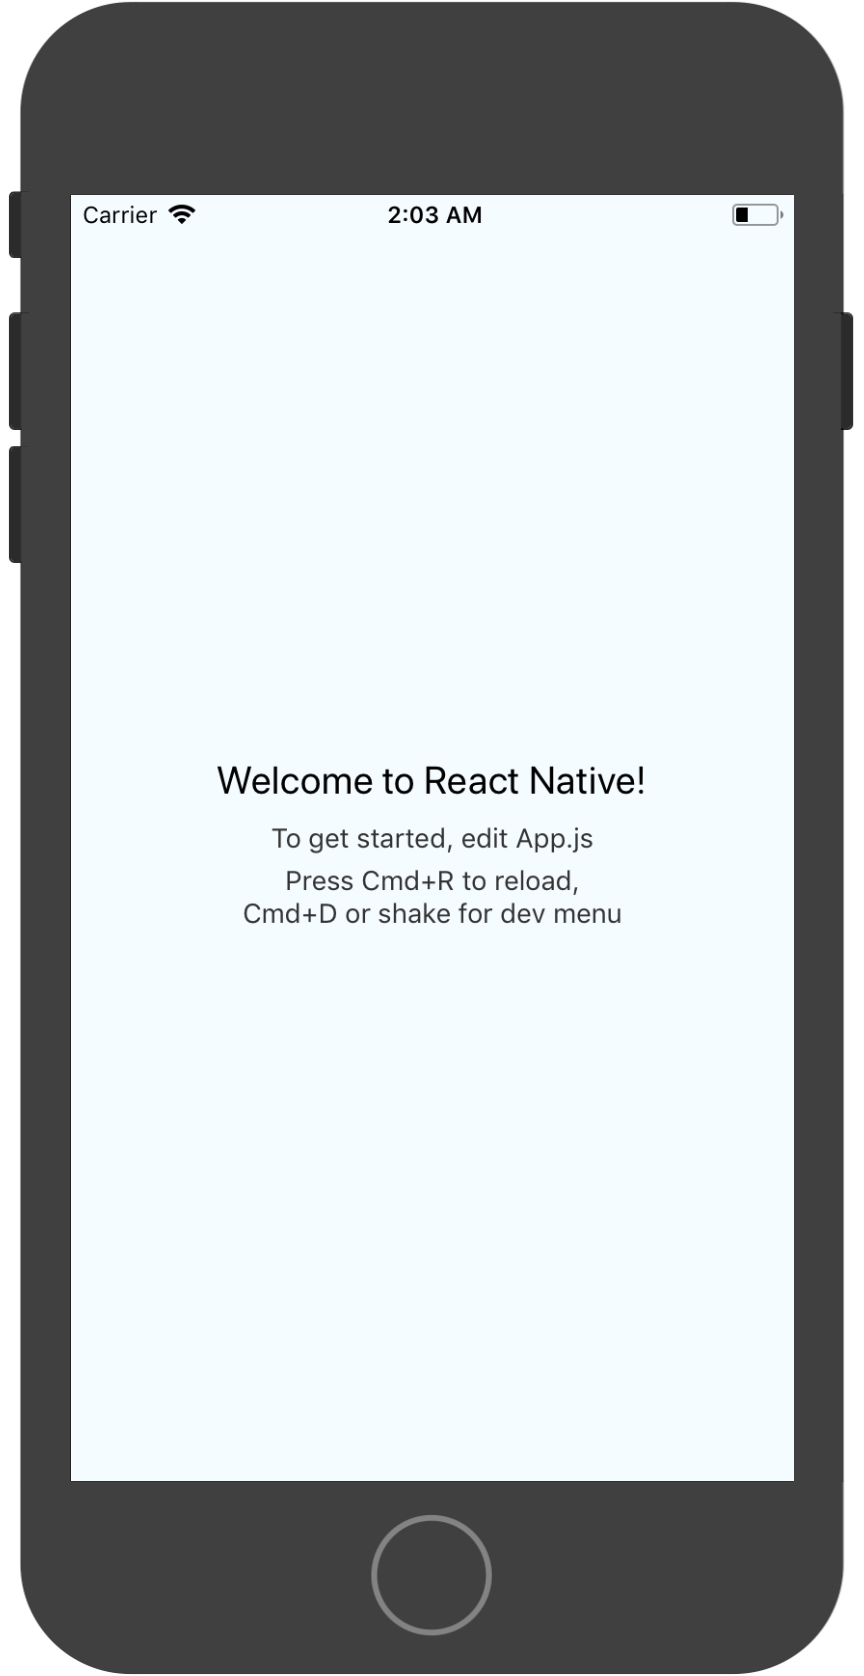 Carrier 2:03 AM
Welcome to React Native!
To get started, edit App.js
Press Cmd+R to reload,
Cmd+D or shake for dev menu